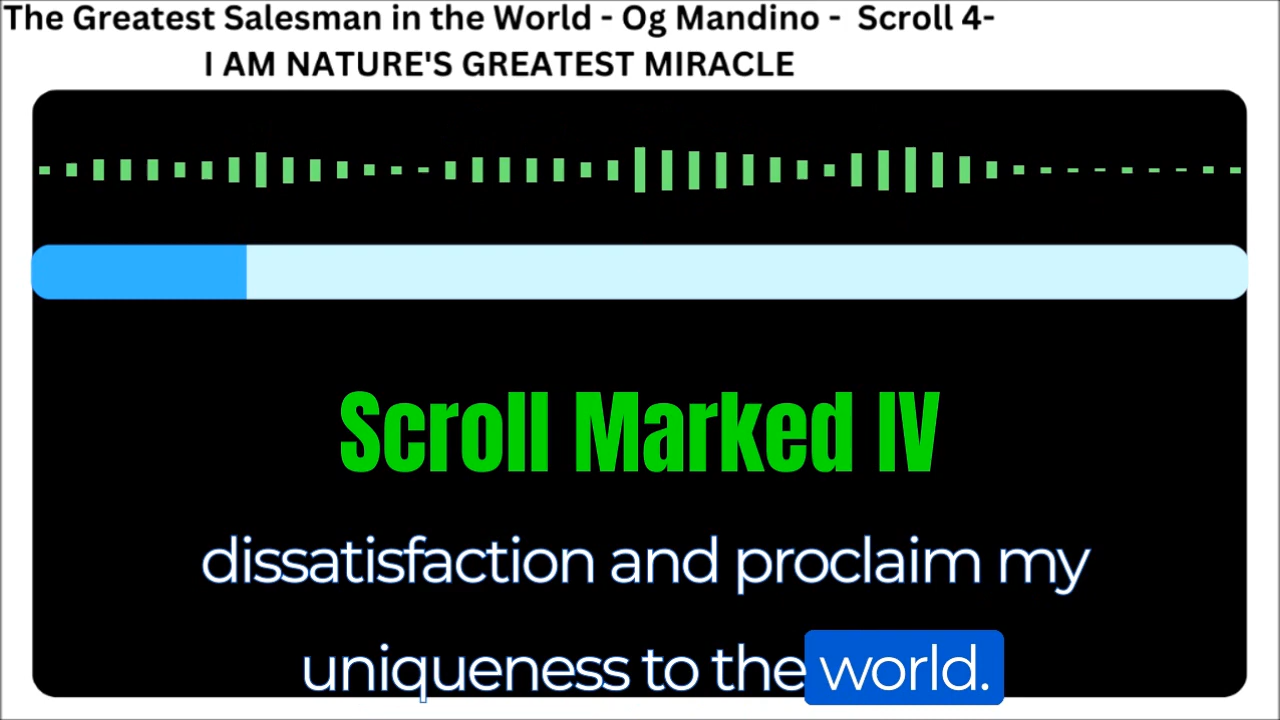 The Greatest Salesman in the World - Og Mandino - Scroll 4-
I AM NATURE'S GREATEST MIRACLE
Scroll Marked IV
dissatisfaction and proclaim my
uniqueness to the world.